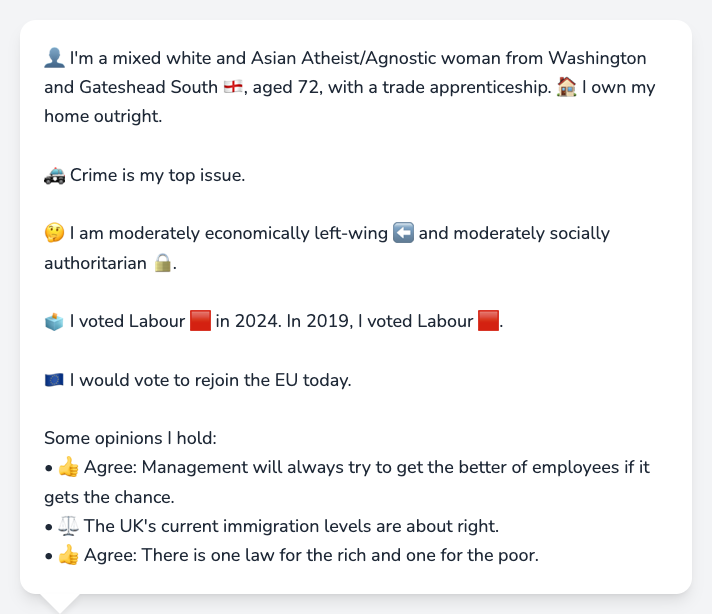 👤 I'm a mixed white and Asian Atheist/Agnostic woman from Washington
and Gateshead South 🏴󠁧󠁢󠁥󠁮󠁧󠁿, aged 72, with a trade apprenticeship. 🏠 I own my
home outright.
🚓 Crime is my top issue.
🤔 I am moderately economically left-wing ⬅️ and moderately socially
authoritarian 🔒.
🗳️ I voted Labour 🟥 in 2024. In 2019, I voted Labour 🟥.
🇪🇺 I would vote to rejoin the EU today.
Some opinions I hold:
• 👍 Agree: Management will always try to get the better of employees if it
gets the chance.
• ⚖️ The UK's current immigration levels are about right.
• 👍 Agree: There is one law for the rich and one for the poor.